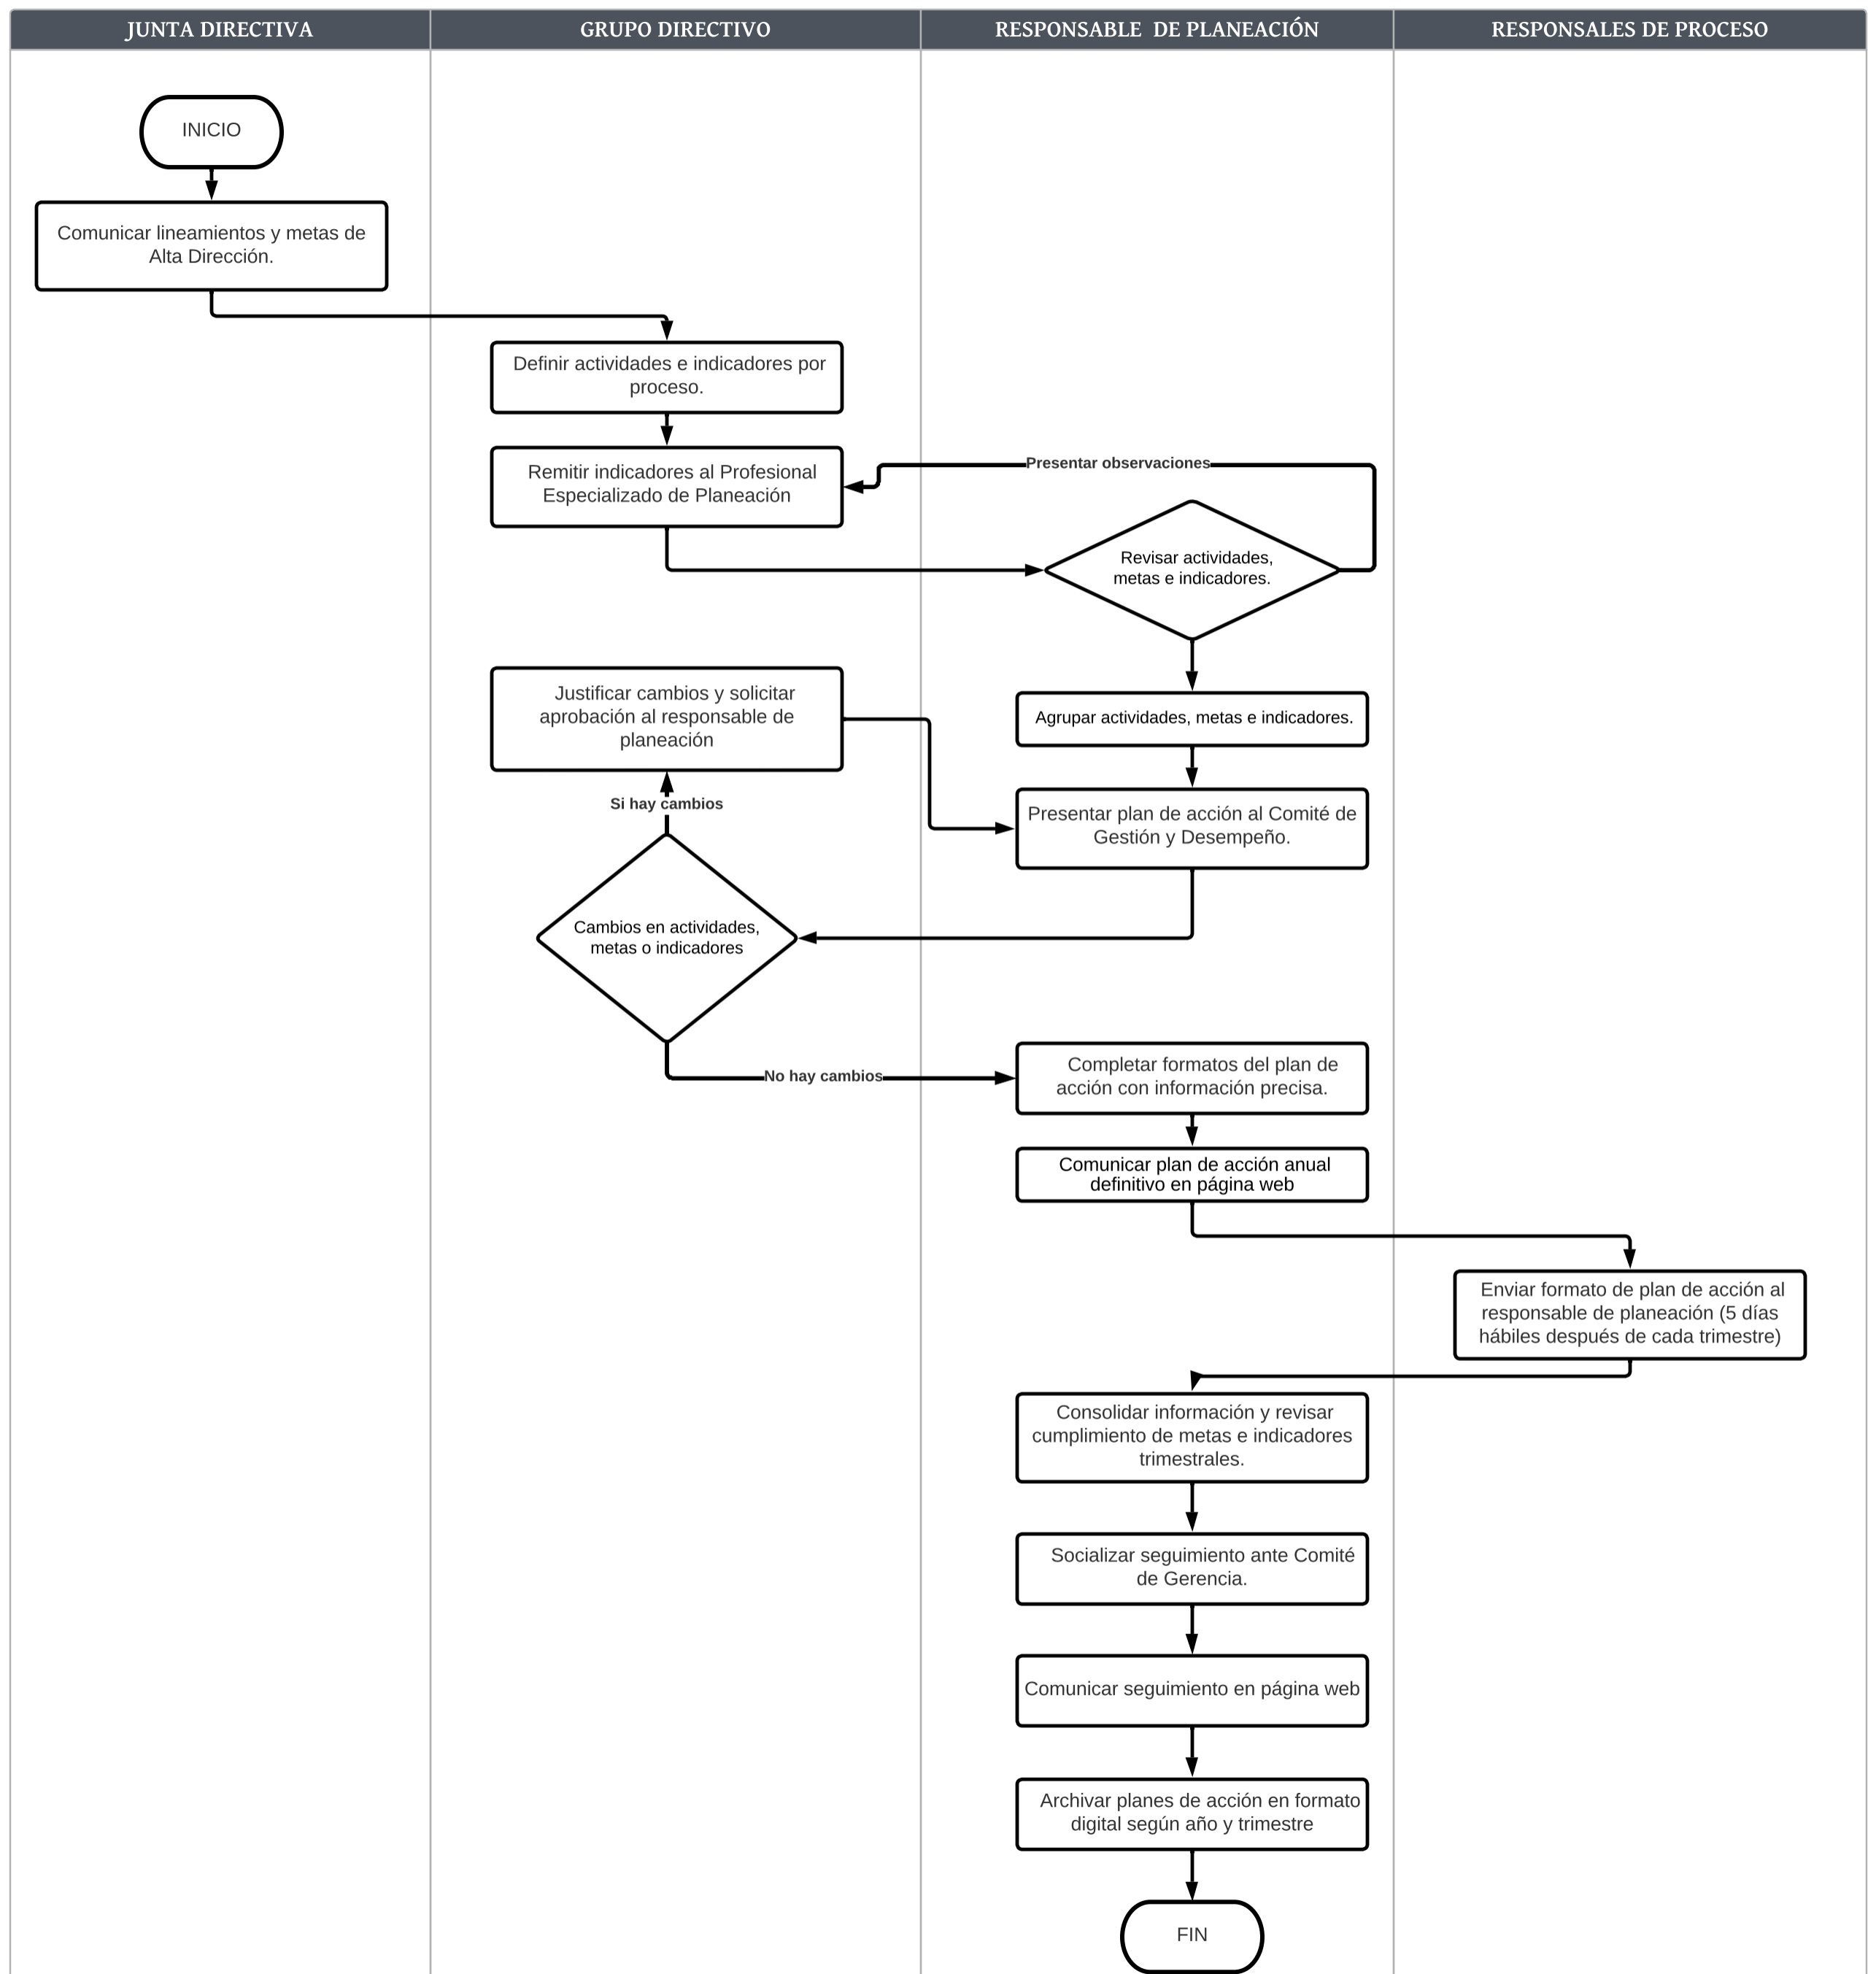 JUNTA DIRECTIVA
GRUPO DIRECTIVO
RESPONSABLE DE PLANEACIÓN
RESPONSALES DE PROCESO
INICIO
Comunicar lineamientos y metas de
Alta Dirección.
Definir actividades e indicadores por
proceso.
Remitir indicadores al Profesional
Especializado de Planeación
Presentar observaciones
Revisar actividades,
metas e indicadores.
Justificar cambios y solicitar
aprobación al responsable de
planeación
Agrupar actividades, metas e indicadores.
Si hay cambios
Presentar plan de acción al Comité de
Gestión y Desempeño.
Cambios en actividades,
metas o indicadores
No hay cambios
Completar formatos del plan de
acción con información precisa.
Comunicar plan de acción anual
definitivo en página web
Enviar formato de plan de acción al
responsable de planeación (5 días
hábiles después de cada trimestre)
Consolidar información y revisar
cumplimiento de metas e indicadores
trimestrales.
Socializar seguimiento ante Comité
de Gerencia.
Comunicar seguimiento en página web
Archivar planes de acción en formato
digital según año y trimestre
FIN